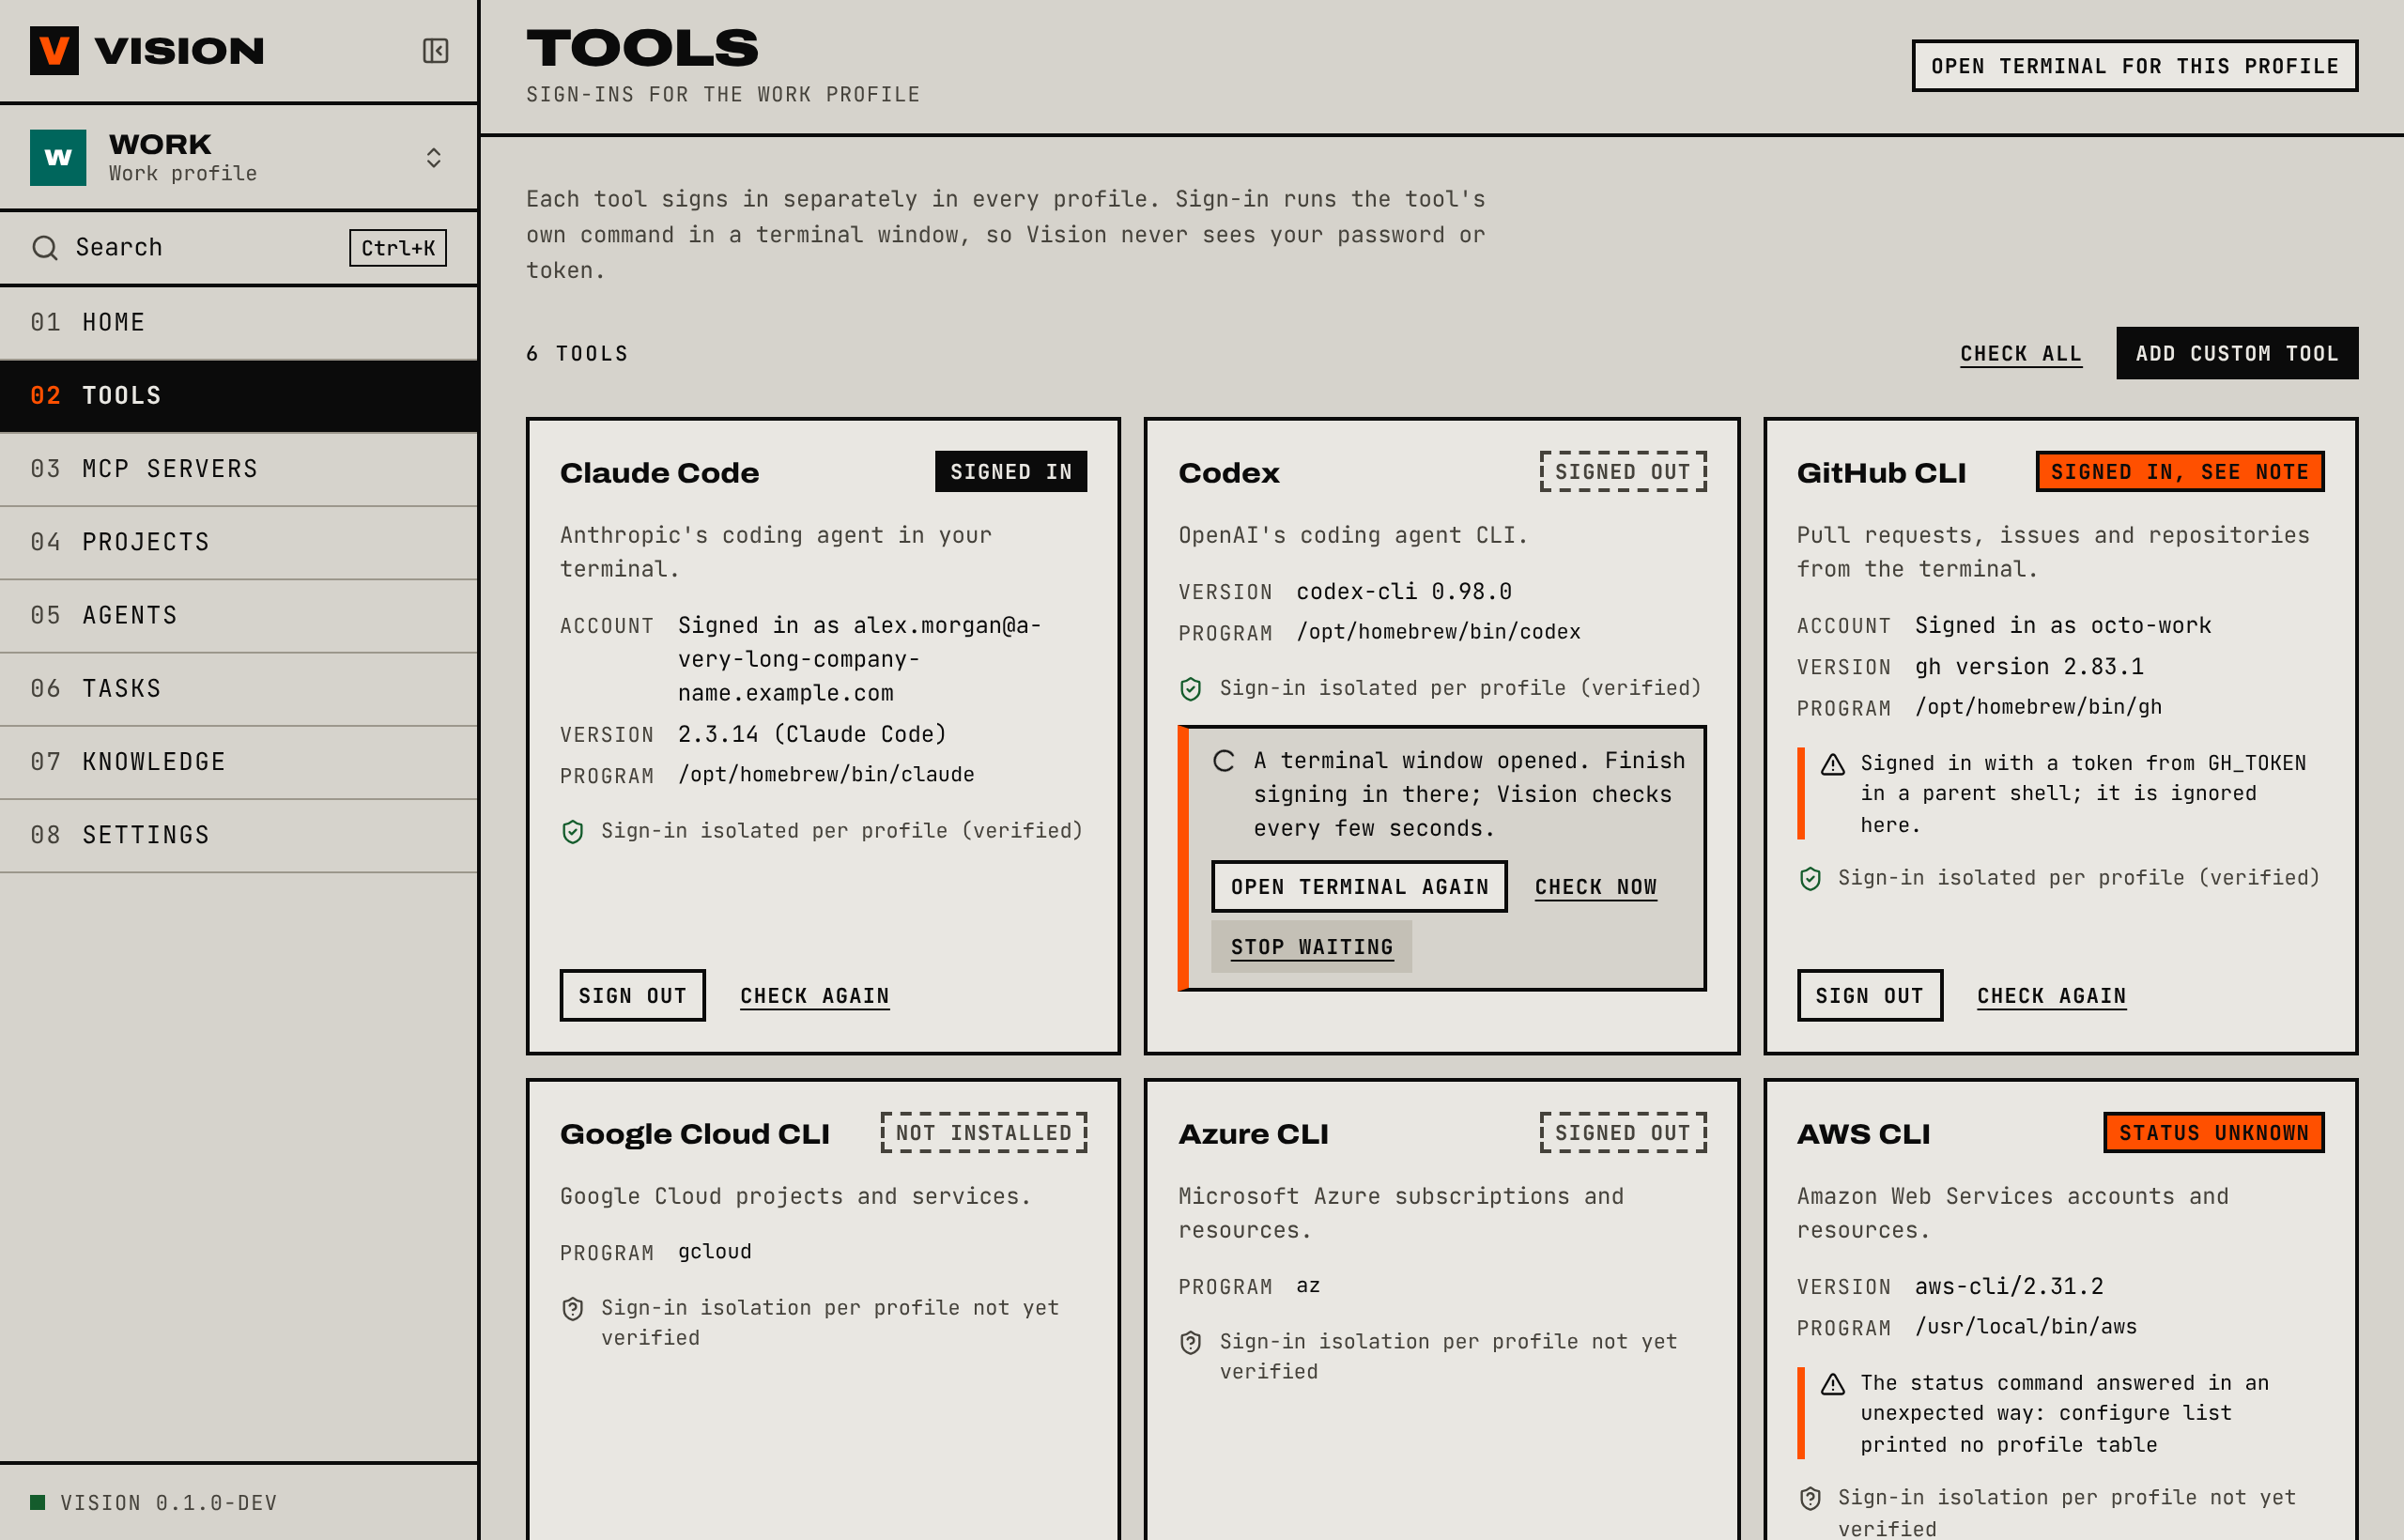 V VISION
W
WORK
Work profile
Search
Ctrl+K
01 HOME
02 TOOLS
03 MCP SERVERS
04 PROJECTS
05 AGENTS
06 TASKS
07 KNOWLEDGE
08 SETTINGS
VISION 0.1.0-DEV
TOOLS
SIGN-INS FOR THE WORK PROFILE
OPEN TERMINAL FOR THIS PROFILE
Each tool signs in separately in every profile. Sign-in runs the tool's
own command in a terminal window, so Vision never sees your password or
token.
6 TOOLS
CHECK ALL
ADD CUSTOM TOOL
Claude Code
SIGNED IN
Anthropic's coding agent in your
terminal.
ACCOUNT Signed in as alex.morgan@a-
very-long-company-
name.example.com
VERSION 2.3.14 (Claude Code)
PROGRAM /opt/homebrew/bin/claude
Sign-in isolated per profile (verified)
SIGN OUT
CHECK AGAIN
Codex
SIGNED OUT
OpenAI's coding agent CLI.
VERSION codex-cli 0.98.0
PROGRAM /opt/homebrew/bin/codex
Sign-in isolated per profile (verified)
A terminal window opened. Finish
signing in there; Vision checks
every few seconds.
OPEN TERMINAL AGAIN
CHECK NOW
STOP WAITING
GitHub CLI
SIGNED IN, SEE NOTE
Pull requests, issues and repositories
from the terminal.
ACCOUNT Signed in as octo-work
VERSION gh version 2.83.1
PROGRAM /opt/homebrew/bin/gh
Signed in with a token from GH_TOKEN
in a parent shell; it is ignored
here.
Sign-in isolated per profile (verified)
SIGN OUT
CHECK AGAIN
Google Cloud CLI
NOT INSTALLED
Google Cloud projects and services.
PROGRAM gcloud
Sign-in isolation per profile not yet
verified
Azure CLI
SIGNED OUT
Microsoft Azure subscriptions and
resources.
PROGRAM az
Sign-in isolation per profile not yet
verified
AWS CLI
STATUS UNKNOWN
Amazon Web Services accounts and
resources.
VERSION aws-cli/2.31.2
PROGRAM /usr/local/bin/aws
The status command answered in an
unexpected way: configure list
printed no profile table
Sign-in isolation per profile not yet
verified